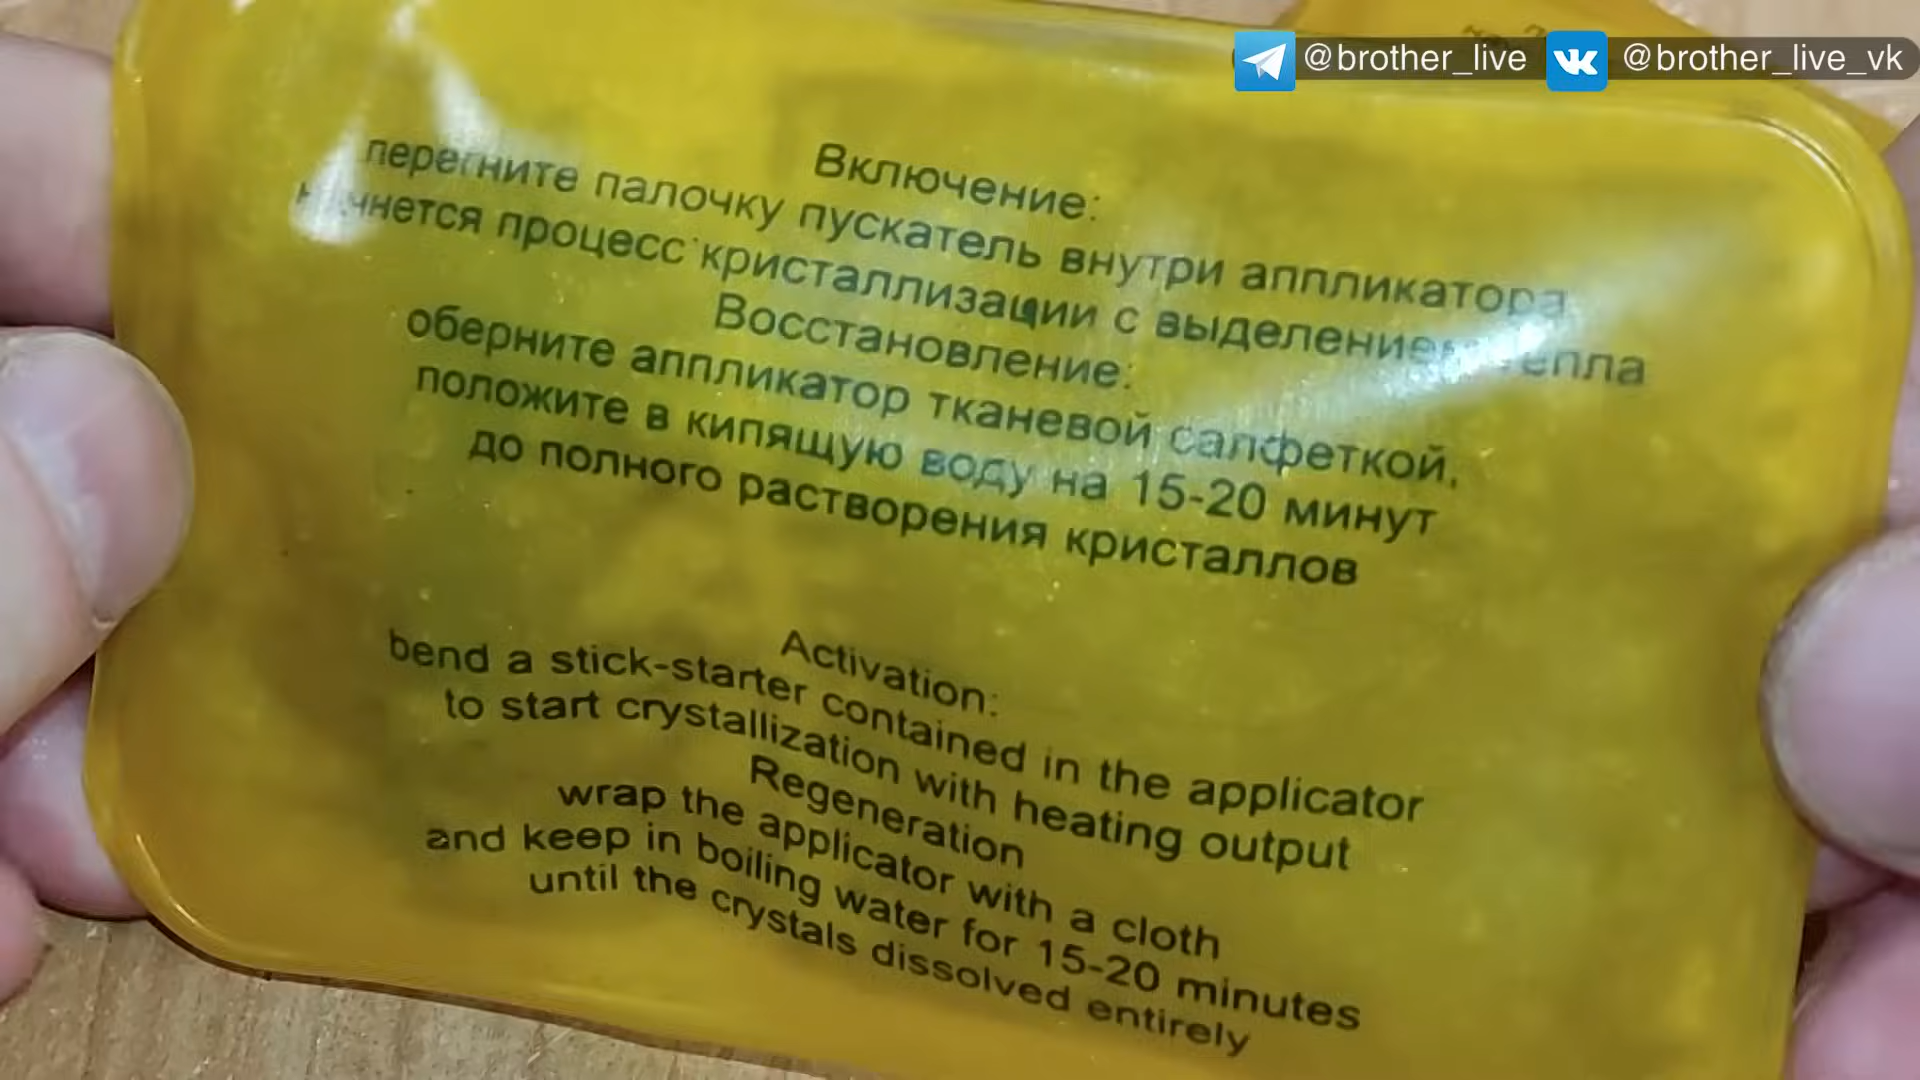 @brother_live @brother_live_vk
Включение:
перегните палочку пускатель внутри аппликатора
начнется процесс кристаллизации с выделением тепла
Восстановление:
оберните аппликатор тканевой салфеткой,
положите в кипящую воду на 15-20 минут
до полного растворения кристаллов
Activation:
bend a stick-starter contained in the applicator
to start crystallization with heating output
Regeneration
wrap the applicator with a cloth
and keep in boiling water for 15-20 minutes
until the crystals dissolved entirely